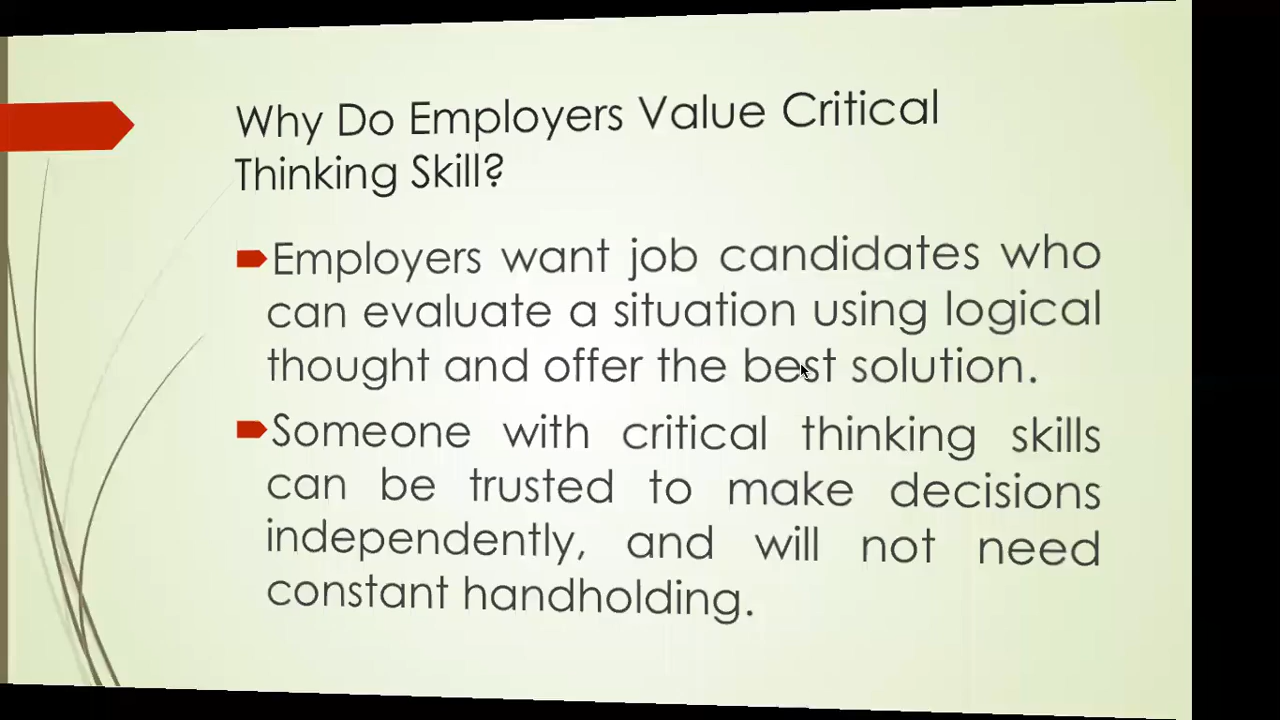 Why Do Employers Value Critical
Thinking Skill?
Employers want job candidates who
can evaluate a situation using logical
thought and offer the best solution.
Someone with critical thinking skills
can be trusted to make decisions
independently, and will not need
constant handholding.